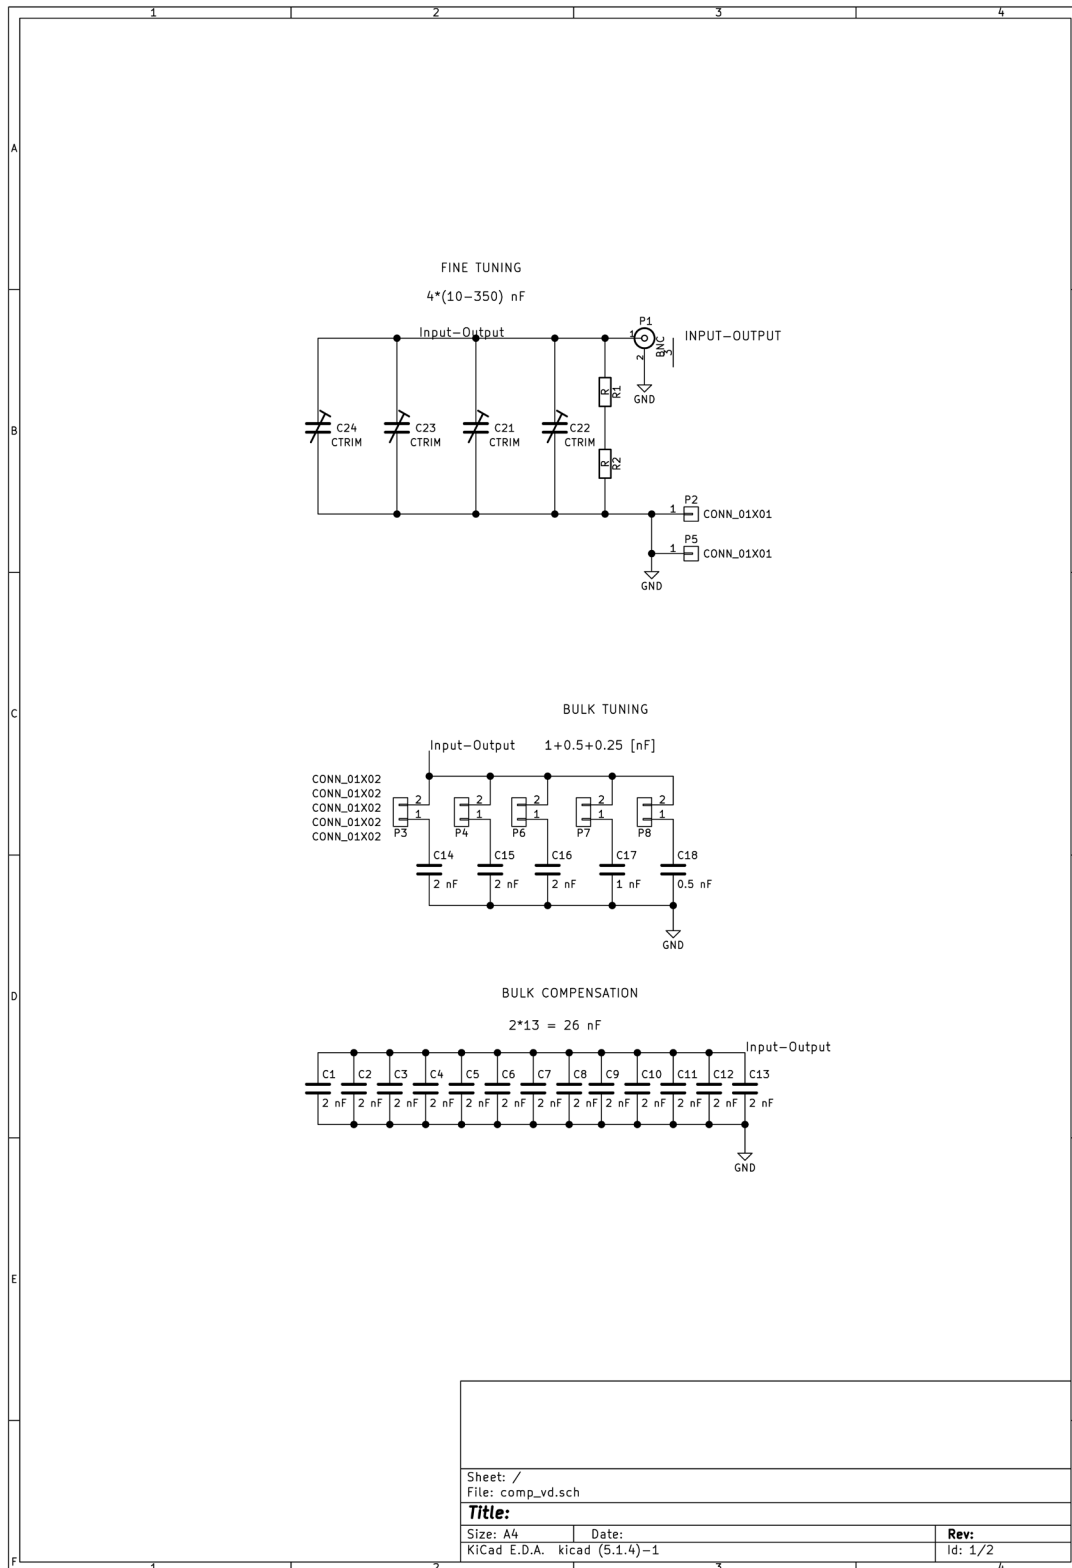 1 2 3 4
A
FINE TUNING
4*(10-350) nF
Input-Output
P1
1
2
BNC
3
INPUT-OUTPUT
GND
R
R1
B
C24
CTRIM
C23
CTRIM
C21
CTRIM
C22
CTRIM
R
R2
P2
1
CONN_01X01
P5
1
CONN_01X01
GND
C
BULK TUNING
Input-Output
1+0.5+0.25 [nF]
CONN_01X02
CONN_01X02
CONN_01X02
CONN_01X02
CONN_01X02
2 2 2 2 2
1 1 1 1 1
P3 P4 P6 P7 P8
C14 C15 C16 C17 C18
2 nF 2 nF 2 nF 1 nF 0.5 nF
GND
D
BULK COMPENSATION
2*13 = 26 nF
Input-Output
C1 C2 C3 C4 C5 C6 C7 C8 C9 C10 C11 C12 C13
2 nF 2 nF 2 nF 2 nF 2 nF 2 nF 2 nF 2 nF 2 nF 2 nF 2 nF 2 nF 2 nF
GND
E
Sheet: /
File: comp_vd.sch
Title:
Size: A4 Date: Rev:
KiCad E.D.A. kicad (5.1.4)-1 Id: 1/2
F
1 2 3 4